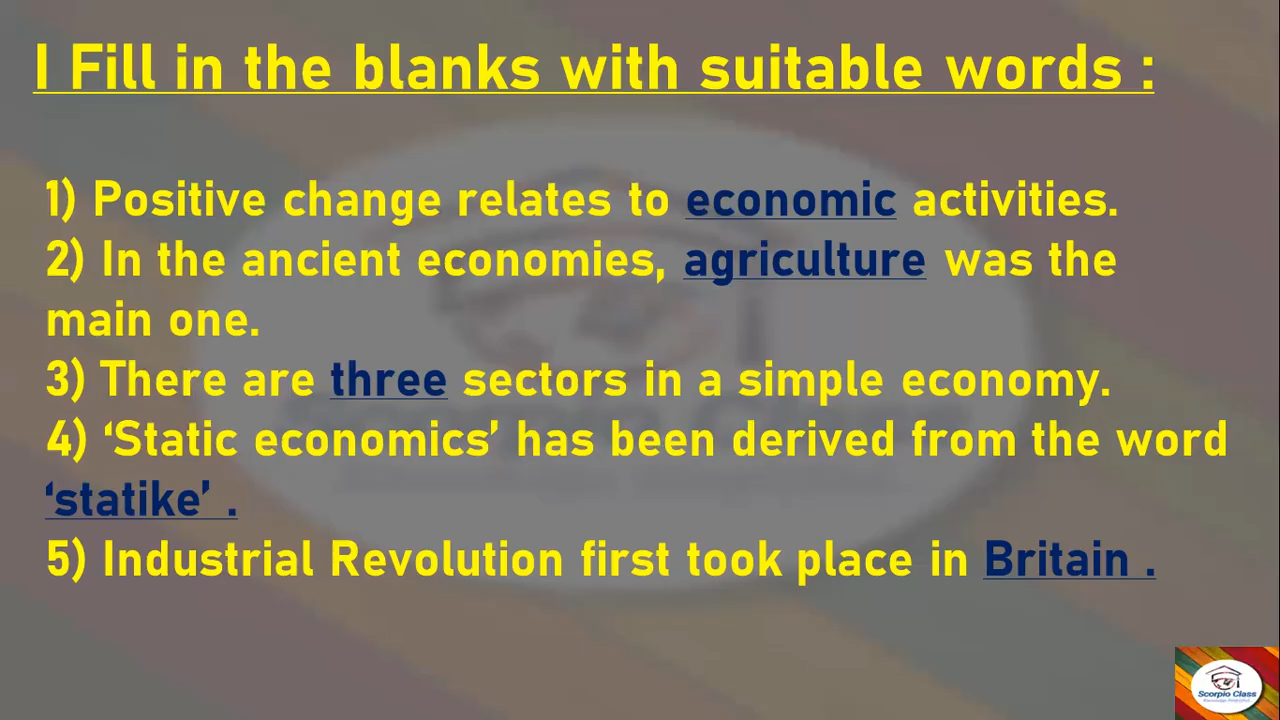 I Fill in the blanks with suitable words :
1) Positive change relates to economic activities.
2) In the ancient economies, agriculture was the
main one.
3) There are three sectors in a simple economy.
4) ‘Static economics’ has been derived from the word
‘statike’ .
5) Industrial Revolution first took place in Britain .
Scorpio Class